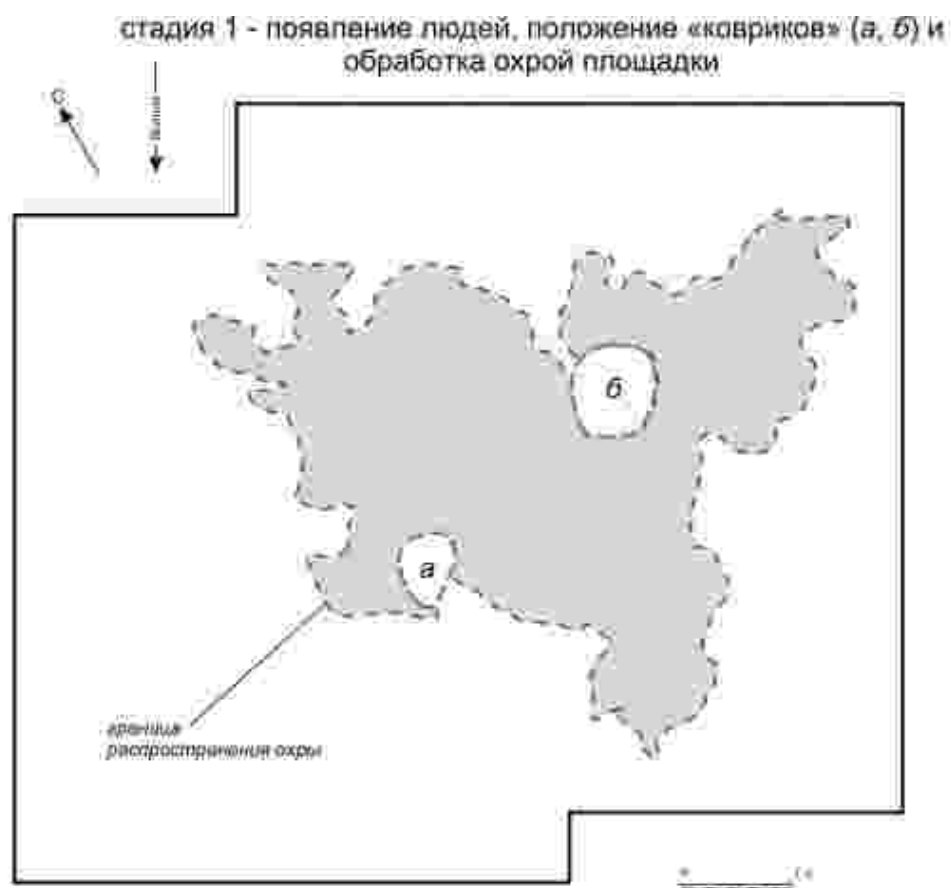 стадия 1 - появление людей, положение «ковриков» (а, б) и
обработка охрой площадки
С
б
а
граница
распространения охры